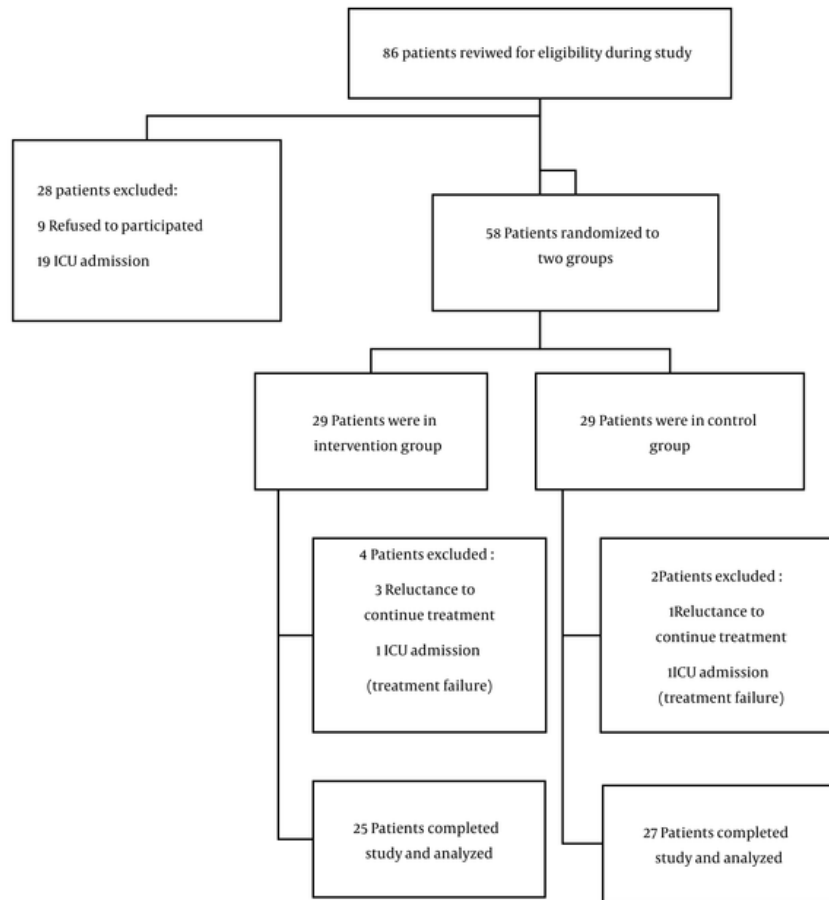 86 patients reviwed for eligibility during study
28 patients excluded:
9 Refused to participated
19 ICU admission
58 Patients randomized to
two groups
29 Patients were in
intervention group
29 Patients were in control
group
4 Patients excluded :
3 Reluctance to
continue treatment
1 ICU admission
(treatment failure)
2Patients excluded :
1Reluctance to
continue treatment
1ICU admission
(treatment failure)
25 Patients completed
study and analyzed
27 Patients completed
study and analyzed